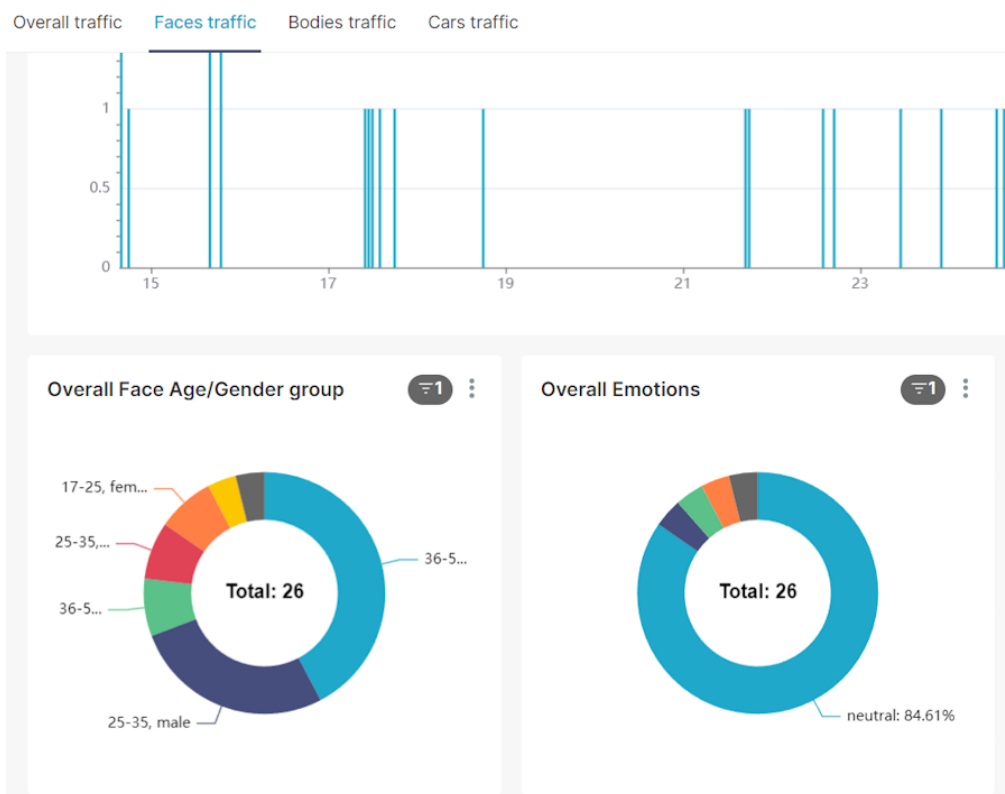 Overall traffic Faces traffic Bodies traffic Cars traffic
1
0.5
0
15 17 19 21 23
Overall Face Age/Gender group 1
17-25, fem...
25-35,...
36-5...
25-35, male
36-5...
Total: 26
Overall Emotions 1
Total: 26
neutral: 84.61%